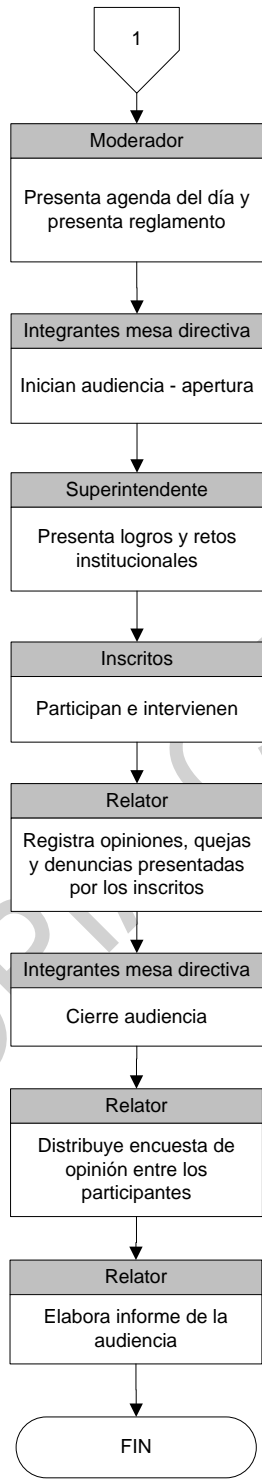 1
Moderador
Presenta agenda del día y
presenta reglamento
Integrantes mesa directiva
Inician audiencia - apertura
Superintendente
Presenta logros y retos
institucionales
Inscritos
Participan e intervienen
Relator
Registra opiniones, quejas
y denuncias presentadas
por los inscritos
Integrantes mesa directiva
Cierre audiencia
Relator
Distribuye encuesta de
opinión entre los
participantes
Relator
Elabora informe de la
audiencia
FIN